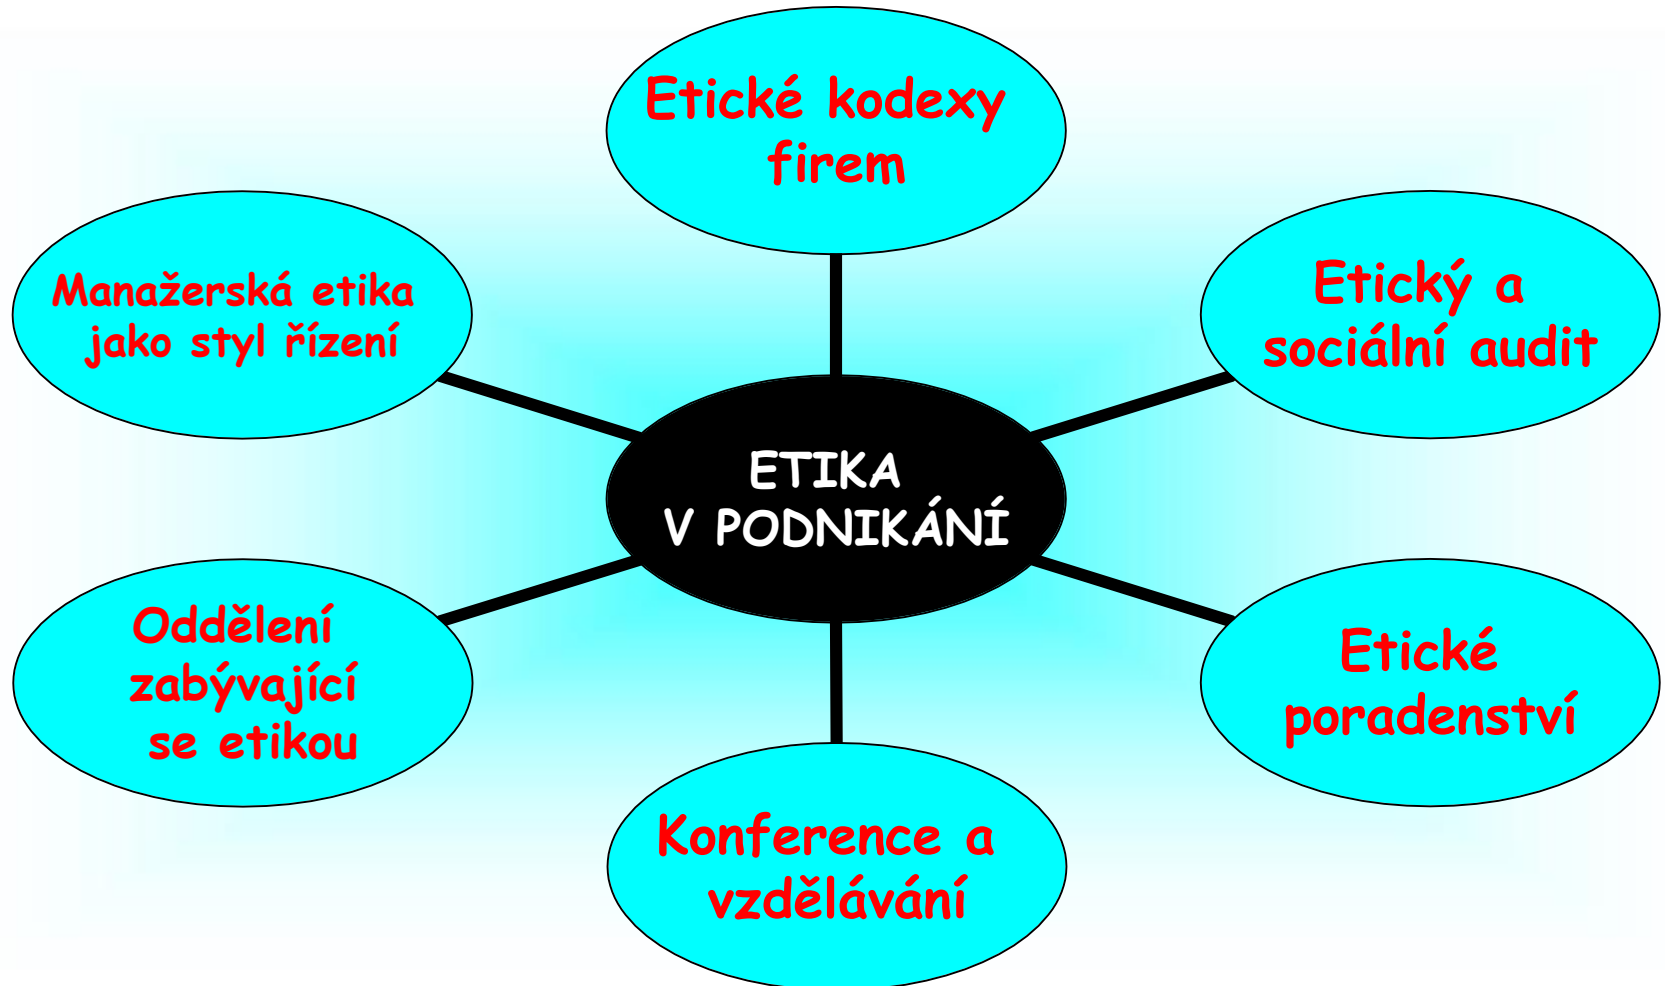 Etické kodexy
firem
Manažerská etika
jako styl řízení
Etický a
sociální audit
ETIKA
V PODNIKÁNÍ
Oddělení
zabývající
se etikou
Etické
poradenství
Konference a
vzdělávání